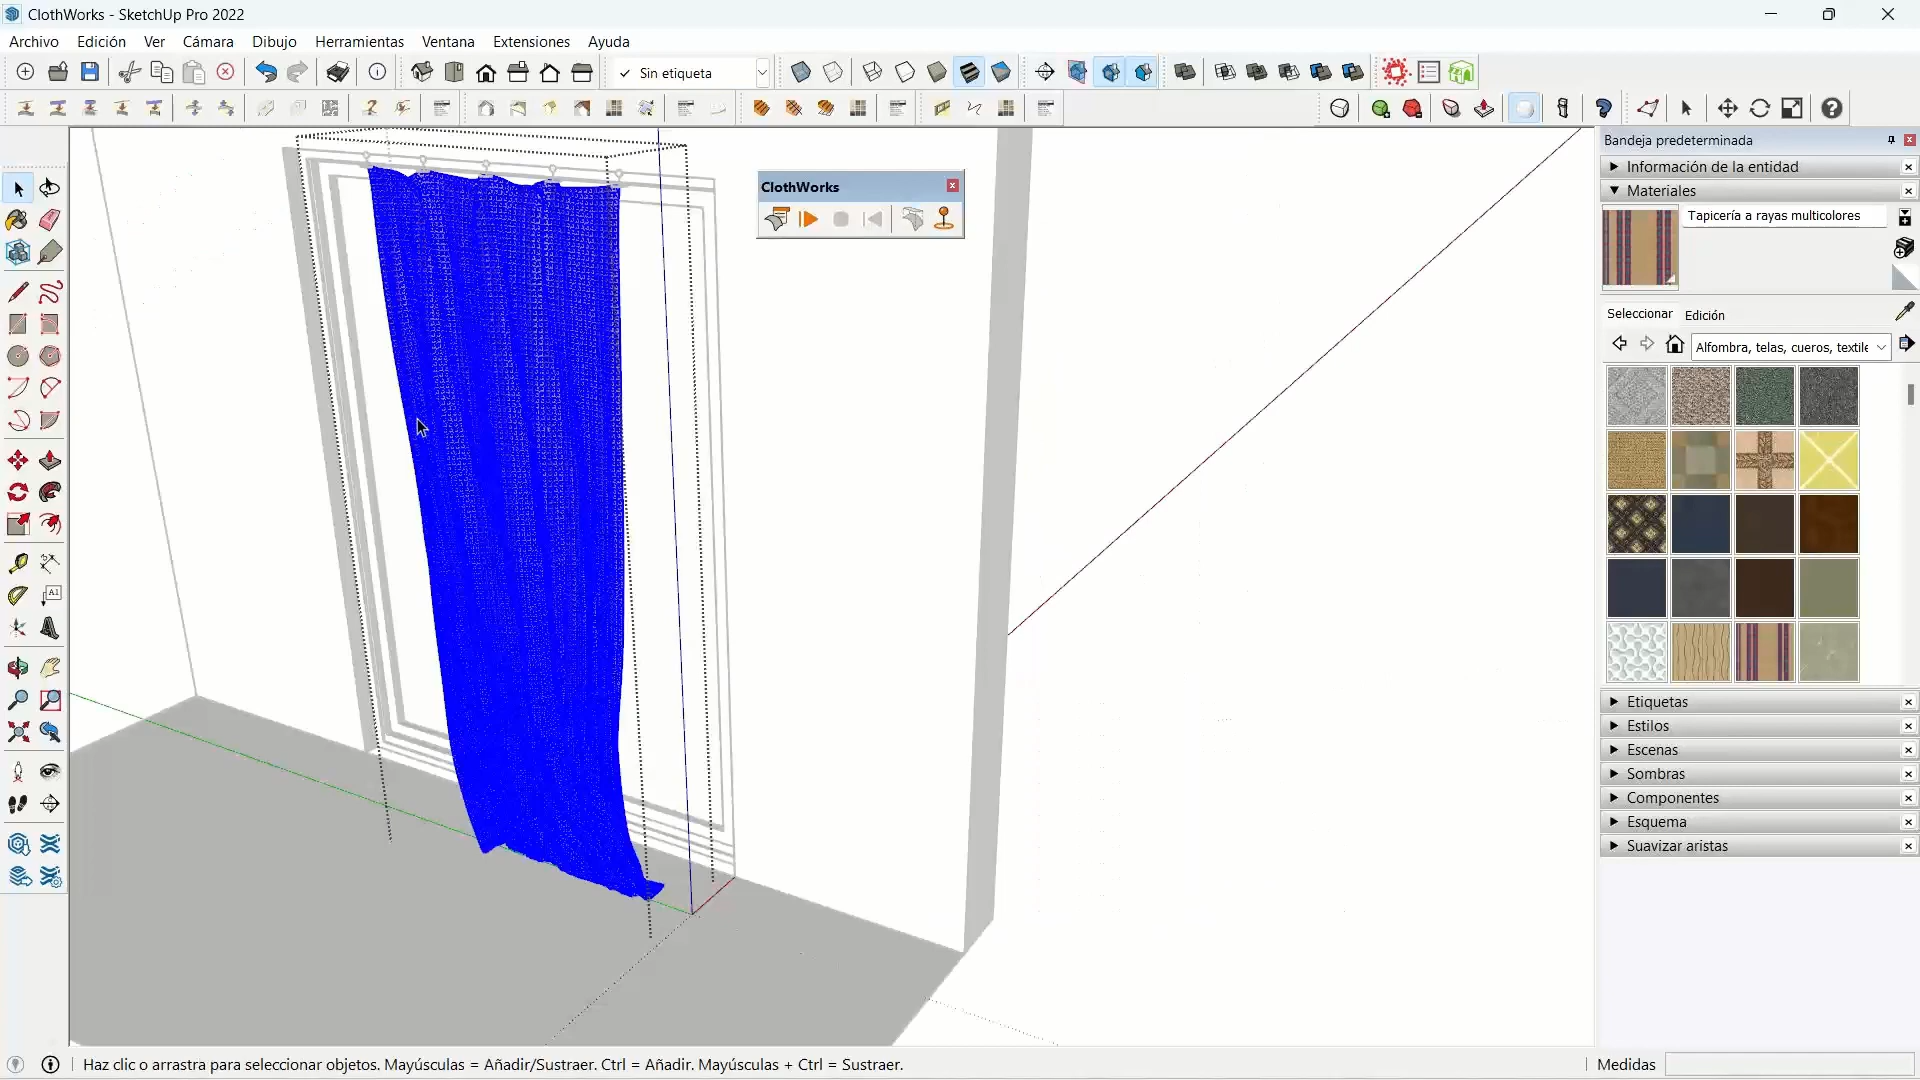 ClothWorks - SketchUp Pro 2022
Archivo Edición Ver Cámara Dibujo Herramientas Ventana Extensiones Ayuda
✓ Sin etiqueta
Bandeja predeterminada
Información de la entidad
Materiales
Tapicería a rayas multicolores
ClothWorks
Seleccionar Edición
Alfombra, telas, cueros, textile
A1
Etiquetas
Estilos
Escenas
Sombras
Componentes
Esquema
Suavizar aristas
Haz clic o arrastra para seleccionar objetos. Mayúsculas = Añadir/Sustraer. Ctrl = Añadir. Mayúsculas + Ctrl = Sustraer.
Medidas